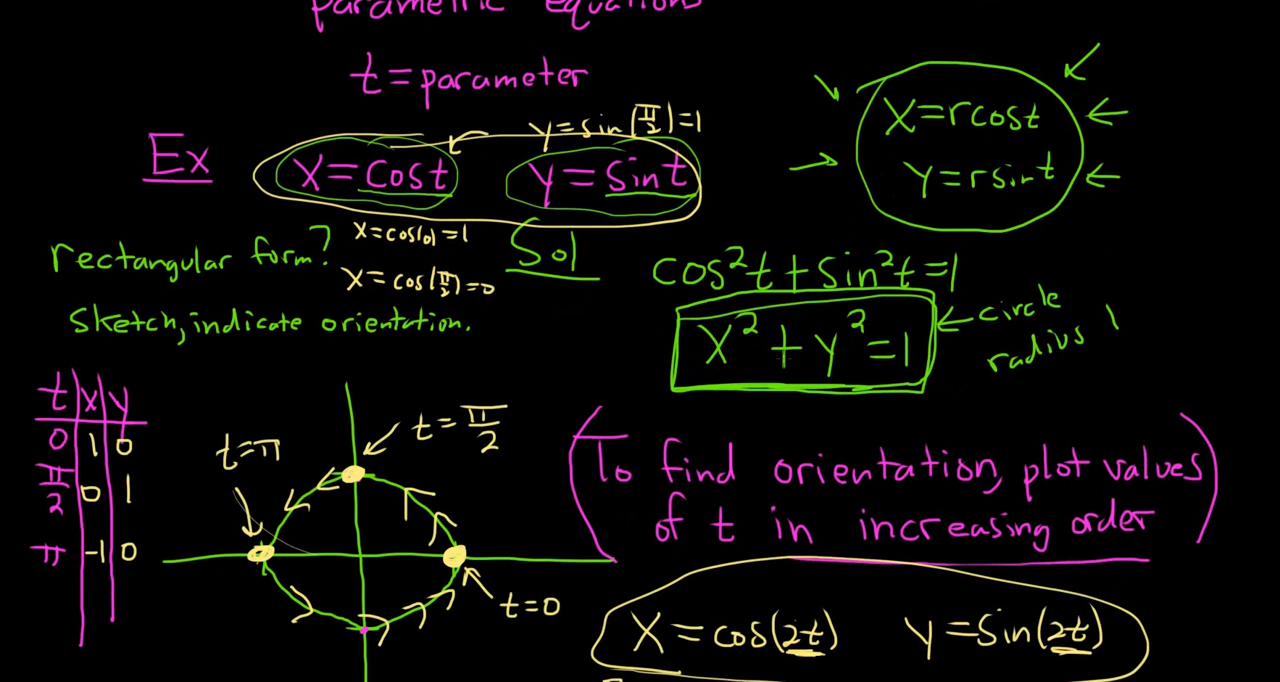 parametric equations
t = parameter
Ex
x = cost
y = sint
y = sin(π/2) = 1
x = rcost
y = rsint
rectangular form?
x = cos(0) = 1
x = cos(π/2) = 0
Sol
Sketch, indicate orientation.
cos²t + sin²t = 1
x² + y² = 1
circle
radius 1
t x y
0 1 0
π/2 0 1
π -1 0
t = π
t = π/2
t = 0
(To find orientation, plot values
of t in increasing order)
x = cos(2t) y = sin(2t)